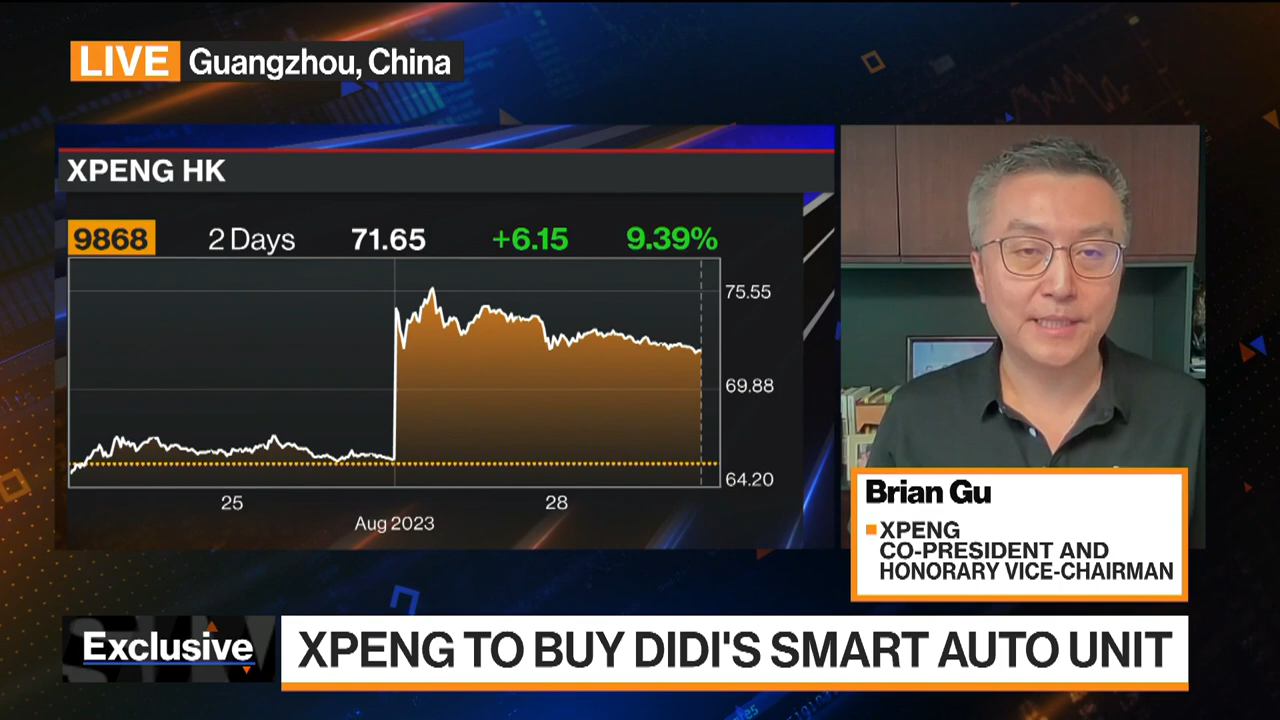 LIVE Guangzhou, China
XPENG HK
9868 2 Days 71.65 +6.15 9.39%
75.55
69.88
64.20
25 28
Aug 2023
Brian Gu
XPENG
CO-PRESIDENT AND
HONORARY VICE-CHAIRMAN
Exclusive XPENG TO BUY DIDI'S SMART AUTO UNIT